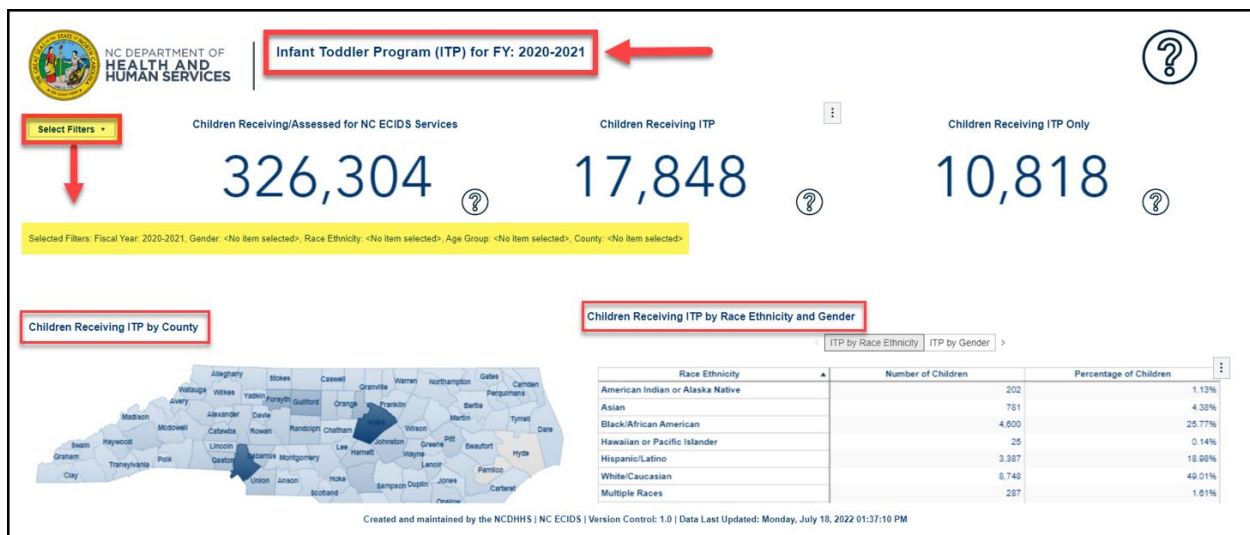 NC DEPARTMENT OF
HEALTH AND
HUMAN SERVICES
Infant Toddler Program (ITP) for FY: 2020-2021
Select Filters
Children Receiving/Assessed for NC ECIDS Services
Children Receiving ITP
Children Receiving ITP Only
326,304
17,848
10,818
Selected Filters: Fiscal Year: 2020-2021, Gender: <No item selected>, Race Ethnicity: <No item selected>, Age Group: <No item selected>, County: <No item selected>
Children Receiving ITP by County
Alleghany Stokes Caswell Granville Warren Northampton Gates Camden
Watauga Wilkes Yadkin Forsyth Guilford Orange Franklin Bertie Perquimans
Avery Alexander Davie Martin Tyrrell
Madison Mcdowell Catawba Rowan Randolph Chatham Wake Wilson Dare
Swain Haywood Lincoln Lee Johnston Greene Pitt Beaufort Hyde
Graham Transylvania Polk Gaston Cabarrus Montgomery Harnett Wayne Lenoir
Clay Union Anson Hoke Sampson Duplin Jones Pamlico
Scotland Carteret
Onslow
Children Receiving ITP by Race Ethnicity and Gender
ITP by Race Ethnicity ITP by Gender
Race Ethnicity Number of Children Percentage of Children
American Indian or Alaska Native 202 1.13%
Asian 781 4.38%
Black/African American 4,600 25.77%
Hawaiian or Pacific Islander 25 0.14%
Hispanic/Latino 3,387 18.98%
White/Caucasian 8,748 49.01%
Multiple Races 287 1.61%
Created and maintained by the NCDHHS | NC ECIDS | Version Control: 1.0 | Data Last Updated: Monday, July 18, 2022 01:37:10 PM